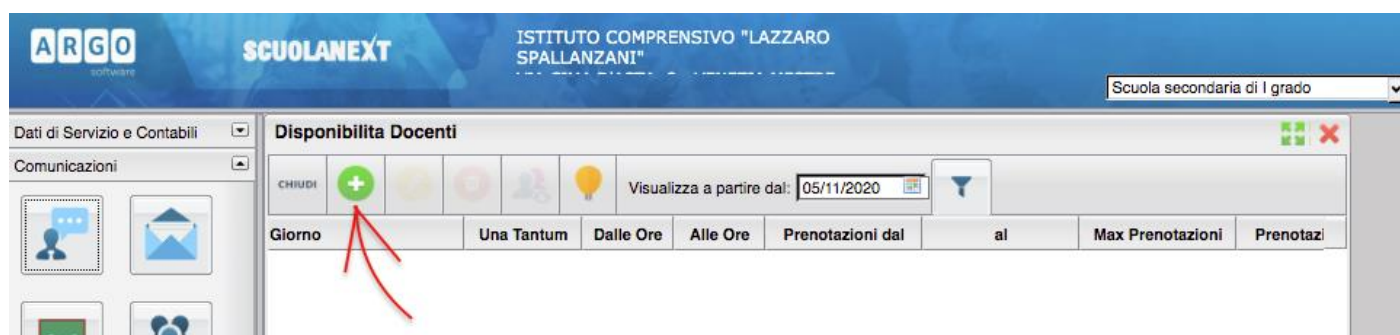 ARGO
software
SCUOLANEXT
ISTITUTO COMPRENSIVO "LAZZARO
SPALLANZANI"
Scuola secondaria di I grado
Dati di Servizio e Contabili
Comunicazioni
Disponibilita Docenti
CHIUDI
Visualizza a partire dal: 05/11/2020
Giorno Una Tantum Dalle Ore Alle Ore Prenotazioni dal al Max Prenotazioni Prenotazi